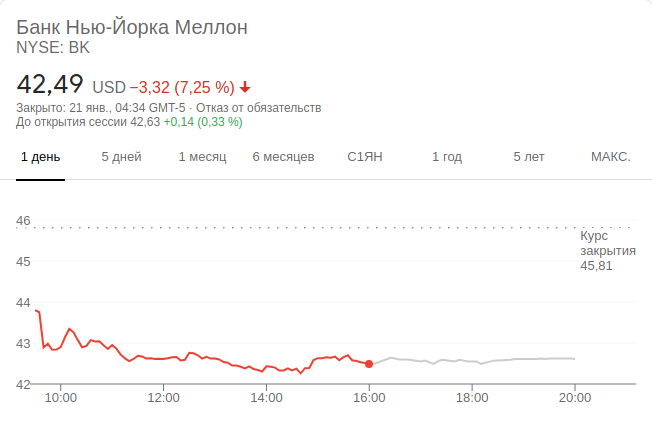 Банк Нью-Йорка Меллон
NYSE: BK
42,49 USD −3,32 (7,25 %)
Закрыто: 21 янв., 04:34 GMT-5 · Отказ от обязательств
До открытия сессии 42,63 +0,14 (0,33 %)
1 день 5 дней 1 месяц 6 месяцев С1ЯН 1 год 5 лет МАКС.
46
Курс
закрытия
45,81
45
44
43
42
10:00 12:00 14:00 16:00 18:00 20:00